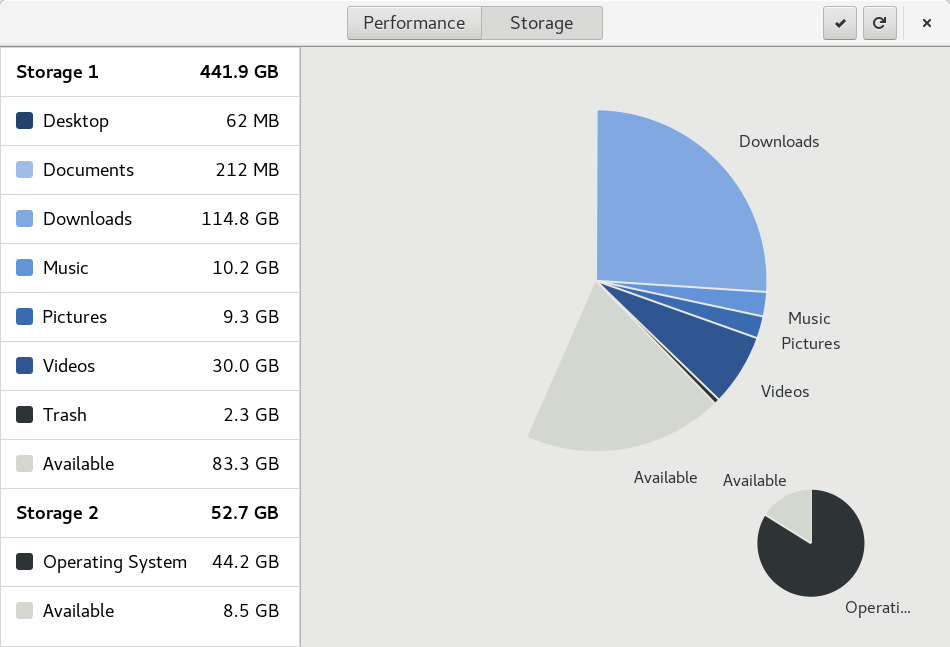 Performance Storage
Storage 1 441.9 GB
Desktop 62 MB
Documents 212 MB
Downloads 114.8 GB
Music 10.2 GB
Pictures 9.3 GB
Videos 30.0 GB
Trash 2.3 GB
Available 83.3 GB
Storage 2 52.7 GB
Operating System 44.2 GB
Available 8.5 GB
Downloads
Music
Pictures
Videos
Available
Available
Operati...